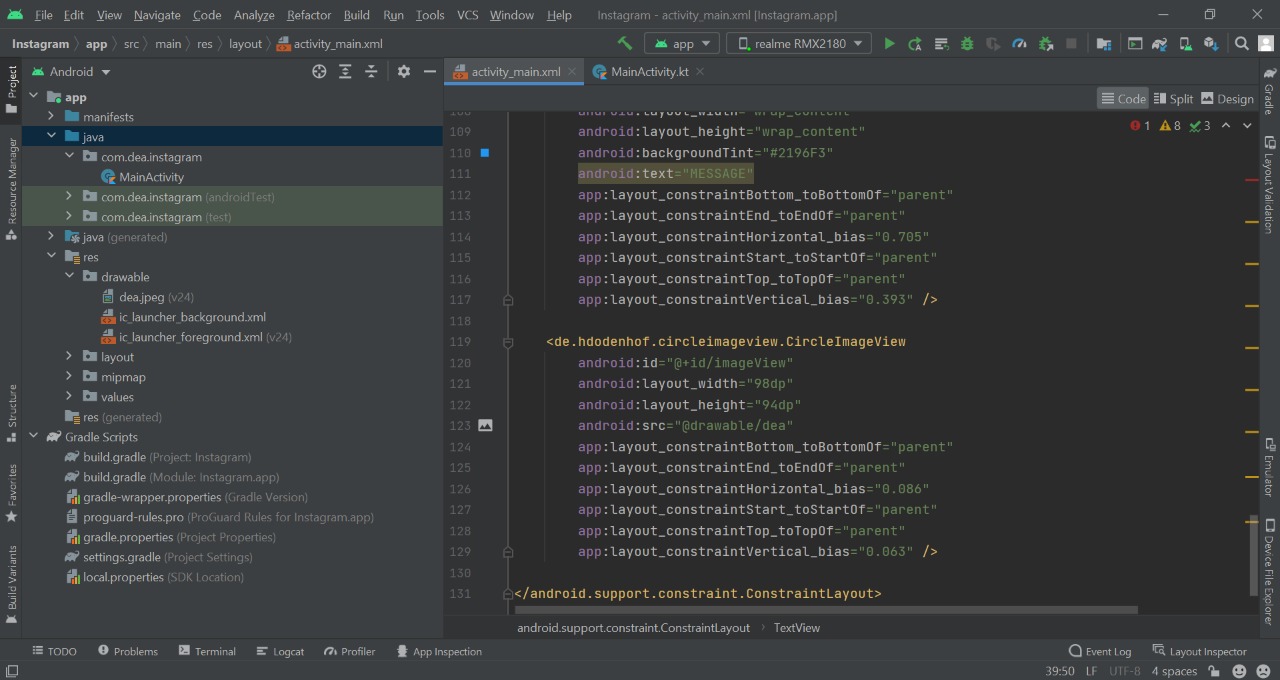 File Edit View Navigate Code Analyze Refactor Build Run Tools VCS Window Help Instagram - activity_main.xml [Instagram.app]
Instagram app src main res layout activity_main.xml app realme RMX2180
Project
Resource Manager
Structure
Favorites
Build Variants
Android
app
manifests
java
com.dea.instagram
MainActivity
com.dea.instagram (androidTest)
com.dea.instagram (test)
java (generated)
res
drawable
dea.jpeg (v24)
ic_launcher_background.xml
ic_launcher_foreground.xml (v24)
layout
mipmap
values
res (generated)
Gradle Scripts
build.gradle (Project: Instagram)
build.gradle (Module: Instagram.app)
gradle-wrapper.properties (Gradle Version)
proguard-rules.pro (ProGuard Rules for Instagram.app)
gradle.properties (Project Properties)
settings.gradle (Project Settings)
local.properties (SDK Location)
activity_main.xml MainActivity.kt
Code Split Design
1 8 3
108 android:layout_width="wrap_content"
109 android:layout_height="wrap_content"
110 android:backgroundTint="#2196F3"
111 android:text="MESSAGE"
112 app:layout_constraintBottom_toBottomOf="parent"
113 app:layout_constraintEnd_toEndOf="parent"
114 app:layout_constraintHorizontal_bias="0.705"
115 app:layout_constraintStart_toStartOf="parent"
116 app:layout_constraintTop_toTopOf="parent"
117 app:layout_constraintVertical_bias="0.393" />
118
119 <de.hdodenhof.circleimageview.CircleImageView
120 android:id="@+id/imageView"
121 android:layout_width="98dp"
122 android:layout_height="94dp"
123 android:src="@drawable/dea"
124 app:layout_constraintBottom_toBottomOf="parent"
125 app:layout_constraintEnd_toEndOf="parent"
126 app:layout_constraintHorizontal_bias="0.086"
127 app:layout_constraintStart_toStartOf="parent"
128 app:layout_constraintTop_toTopOf="parent"
129 app:layout_constraintVertical_bias="0.063" />
130
131 </android.support.constraint.ConstraintLayout>
android.support.constraint.ConstraintLayout TextView
Gradle
Layout Validation
Emulator
Device File Explorer
TODO Problems Terminal Logcat Profiler App Inspection Event Log Layout Inspector
39:50 LF UTF-8 4 spaces